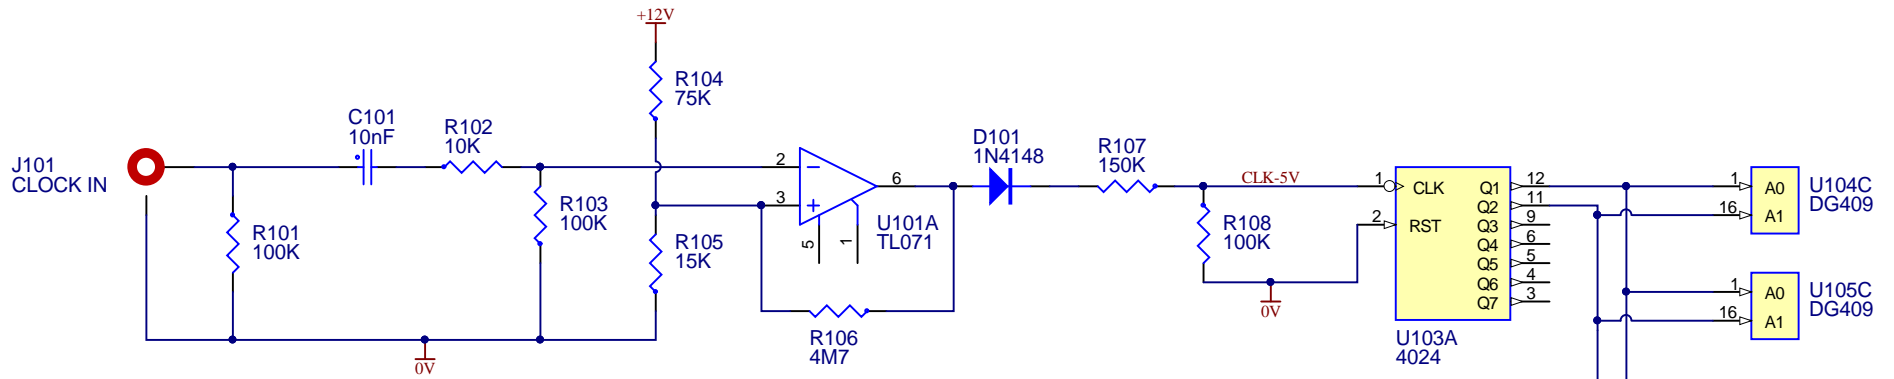 +12V
R104
75K
C101
10nF
R102
10K
J101
CLOCK IN
R101
100K
R103
100K
R105
15K
2
3
6
5
1
U101A
TL071
R106
4M7
0V
D101
1N4148
R107
150K
CLK-5V
R108
100K
0V
1
2
CLK
RST
Q1
Q2
Q3
Q4
Q5
Q6
Q7
12
11
9
6
5
4
3
U103A
4024
1
16
A0
A1
U104C
DG409
1
16
A0
A1
U105C
DG409